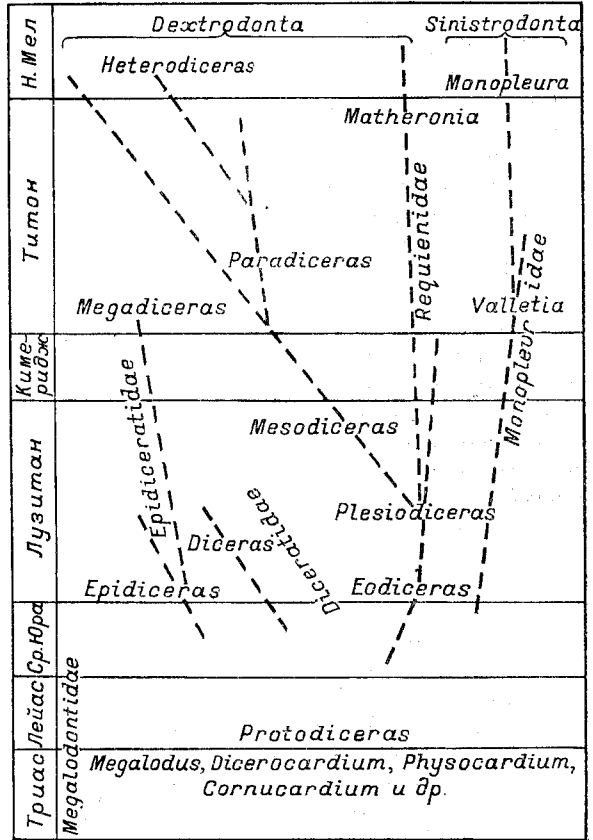 Dextrodonta
Sinistrodonta
Н. Мел
Heterodiceras
Monopleura
Matheronia
Титон
Requienidae
Paradiceras
Megadiceras
Valletia
Monopleuridae
Киме-
ридж
Epidiceratidae
Mesodiceras
Лузитан
Plesiodiceras
Diceras
Diceratidae
Epidiceras
Eodiceras
Ср. Юра
Лейас
Megalodontidae
Protodiceras
Триас
Megalodus, Dicerocardium, Physocardium,
Cornucardium и др.